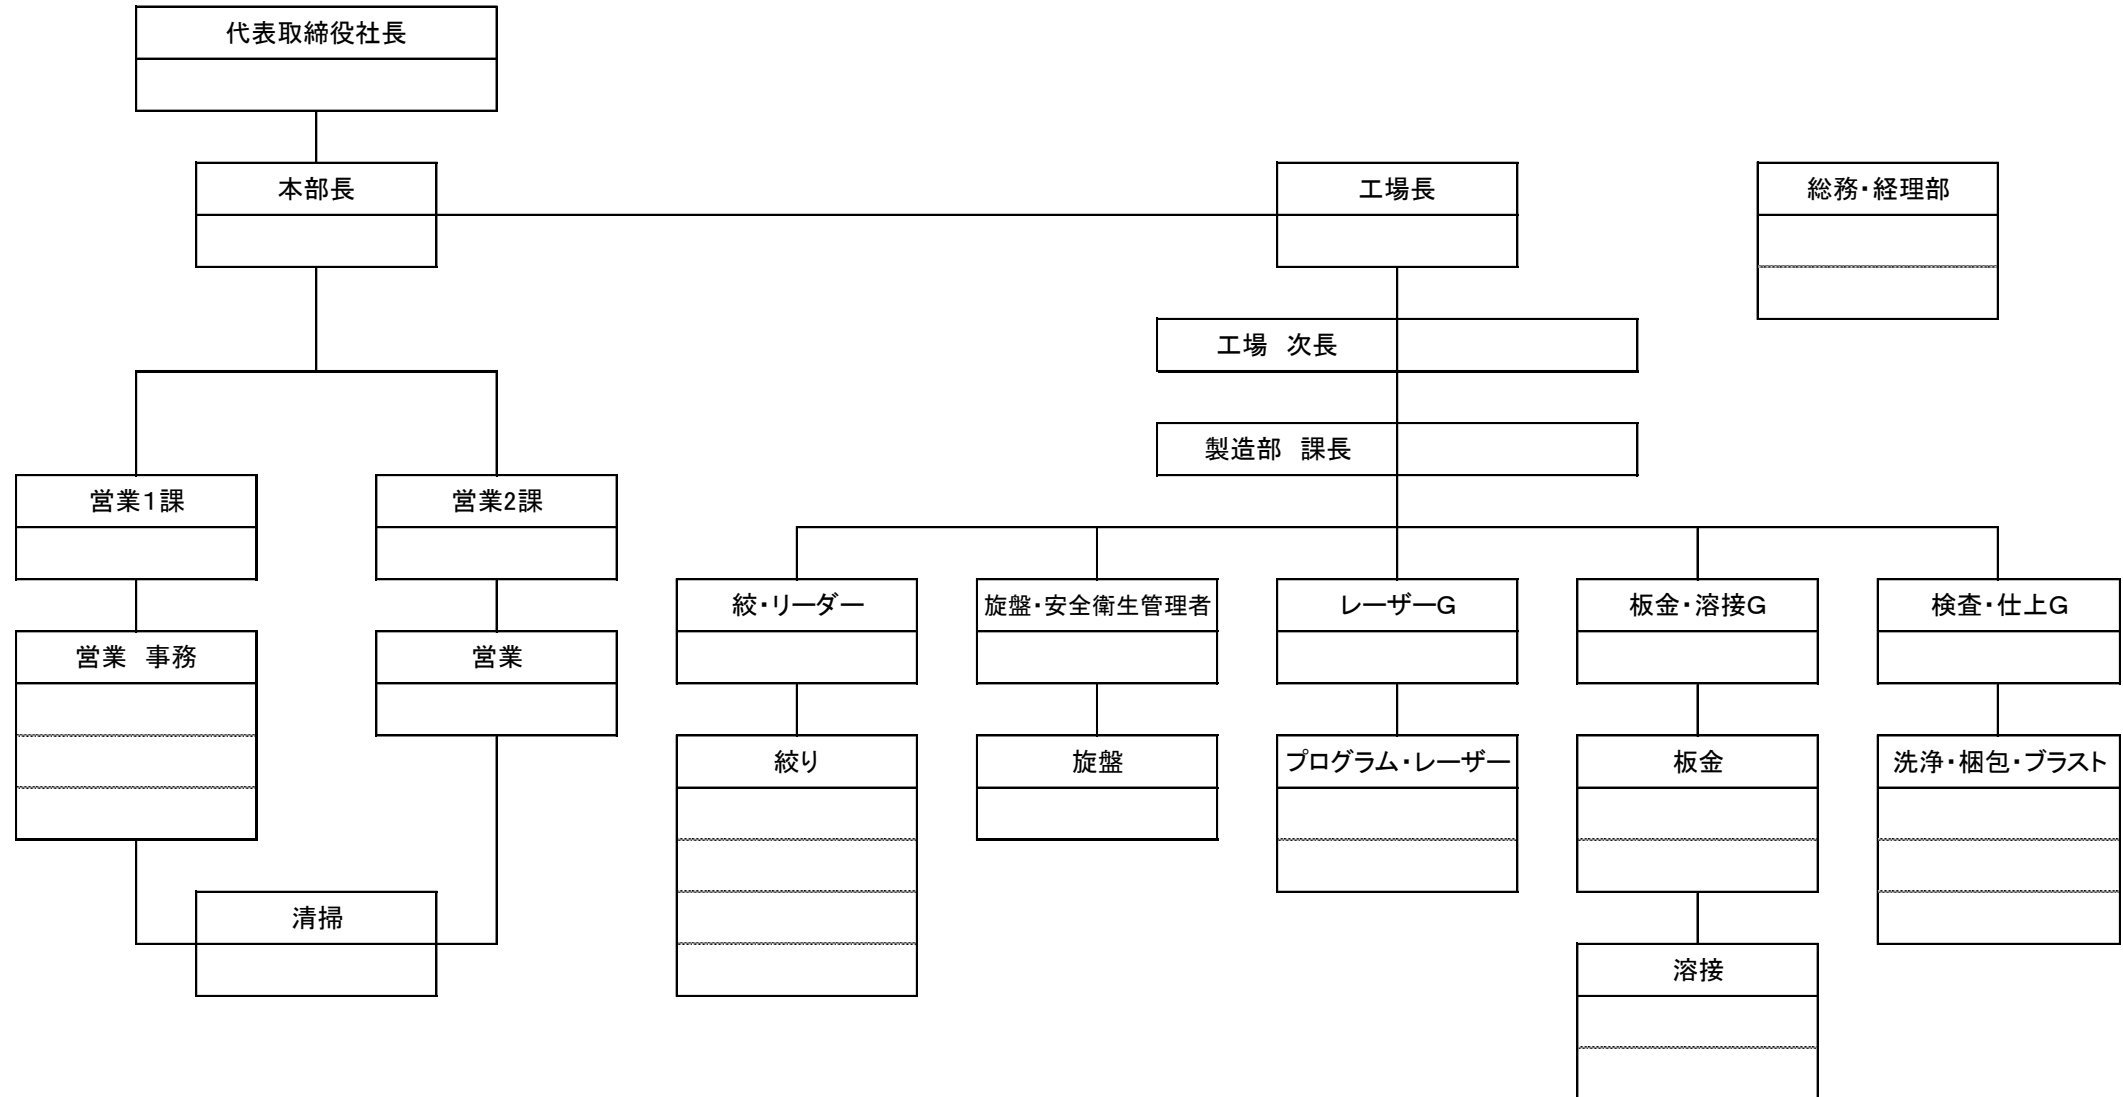 代表取締役社長
本部長
工場長
総務・経理部
工場　次長
製造部　課長
営業１課
営業2課
絞・リーダー
旋盤・安全衛生管理者
レーザーＧ
板金・溶接Ｇ
検査・仕上Ｇ
営業　事務
営業
絞り
旋盤
プログラム・レーザー
板金
洗浄・梱包・ブラスト
清掃
溶接